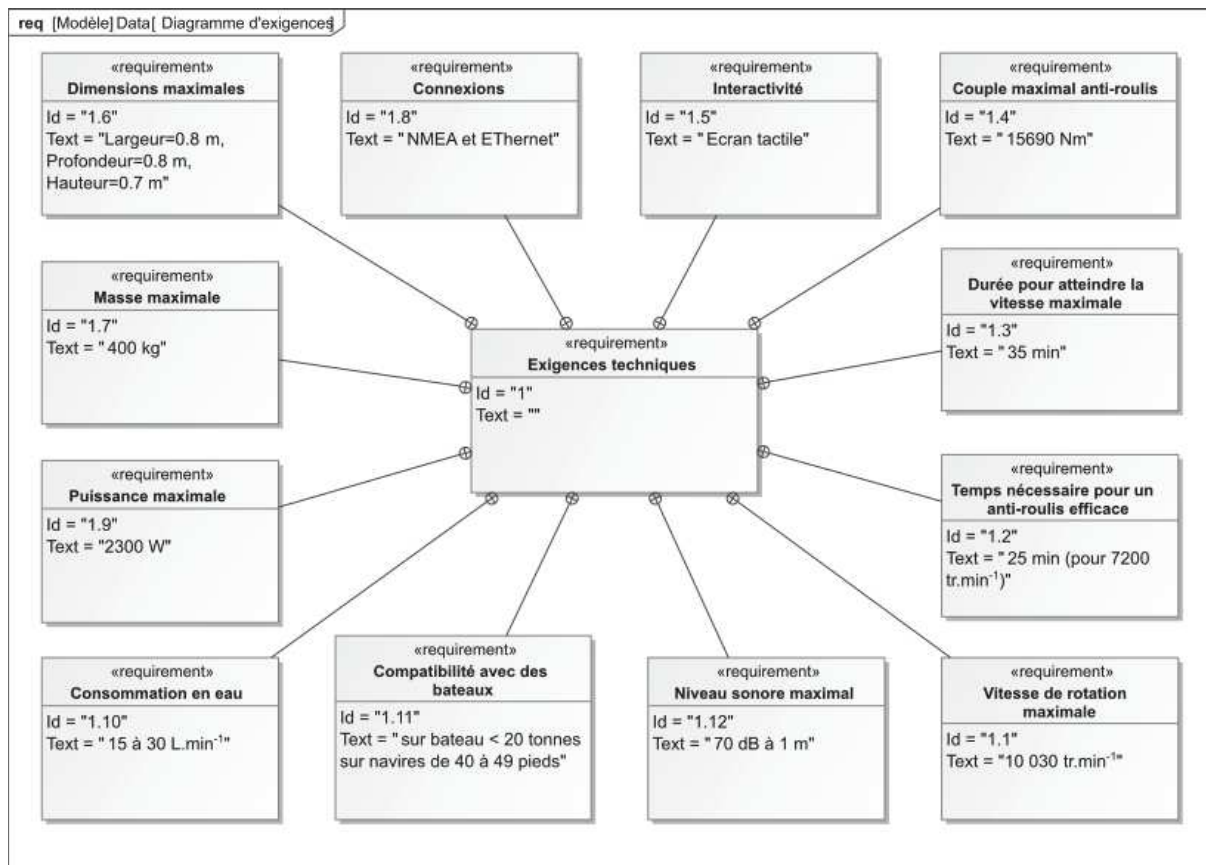 req [Modèle] Data[ Diagramme d'exigences]
«requirement»
Dimensions maximales
Id = "1.6"
Text = "Largeur=0.8 m,
Profondeur=0.8 m,
Hauteur=0.7 m"
«requirement»
Connexions
Id = "1.8"
Text = "NMEA et EThernet"
«requirement»
Interactivité
Id = "1.5"
Text = "Ecran tactile"
«requirement»
Couple maximal anti-roulis
Id = "1.4"
Text = "15690 Nm"
«requirement»
Masse maximale
Id = "1.7"
Text = "400 kg"
«requirement»
Exigences techniques
Id = "1"
Text = ""
«requirement»
Durée pour atteindre la
vitesse maximale
Id = "1.3"
Text = "35 min"
«requirement»
Puissance maximale
Id = "1.9"
Text = "2300 W"
«requirement»
Temps nécessaire pour un
anti-roulis efficace
Id = "1.2"
Text = "25 min (pour 7200
tr.min⁻¹)"
«requirement»
Consommation en eau
Id = "1.10"
Text = "15 à 30 L.min⁻¹"
«requirement»
Compatibilité avec des
bateaux
Id = "1.11"
Text = "sur bateau < 20 tonnes
sur navires de 40 à 49 pieds"
«requirement»
Niveau sonore maximal
Id = "1.12"
Text = "70 dB à 1 m"
«requirement»
Vitesse de rotation
maximale
Id = "1.1"
Text = "10 030 tr.min⁻¹"